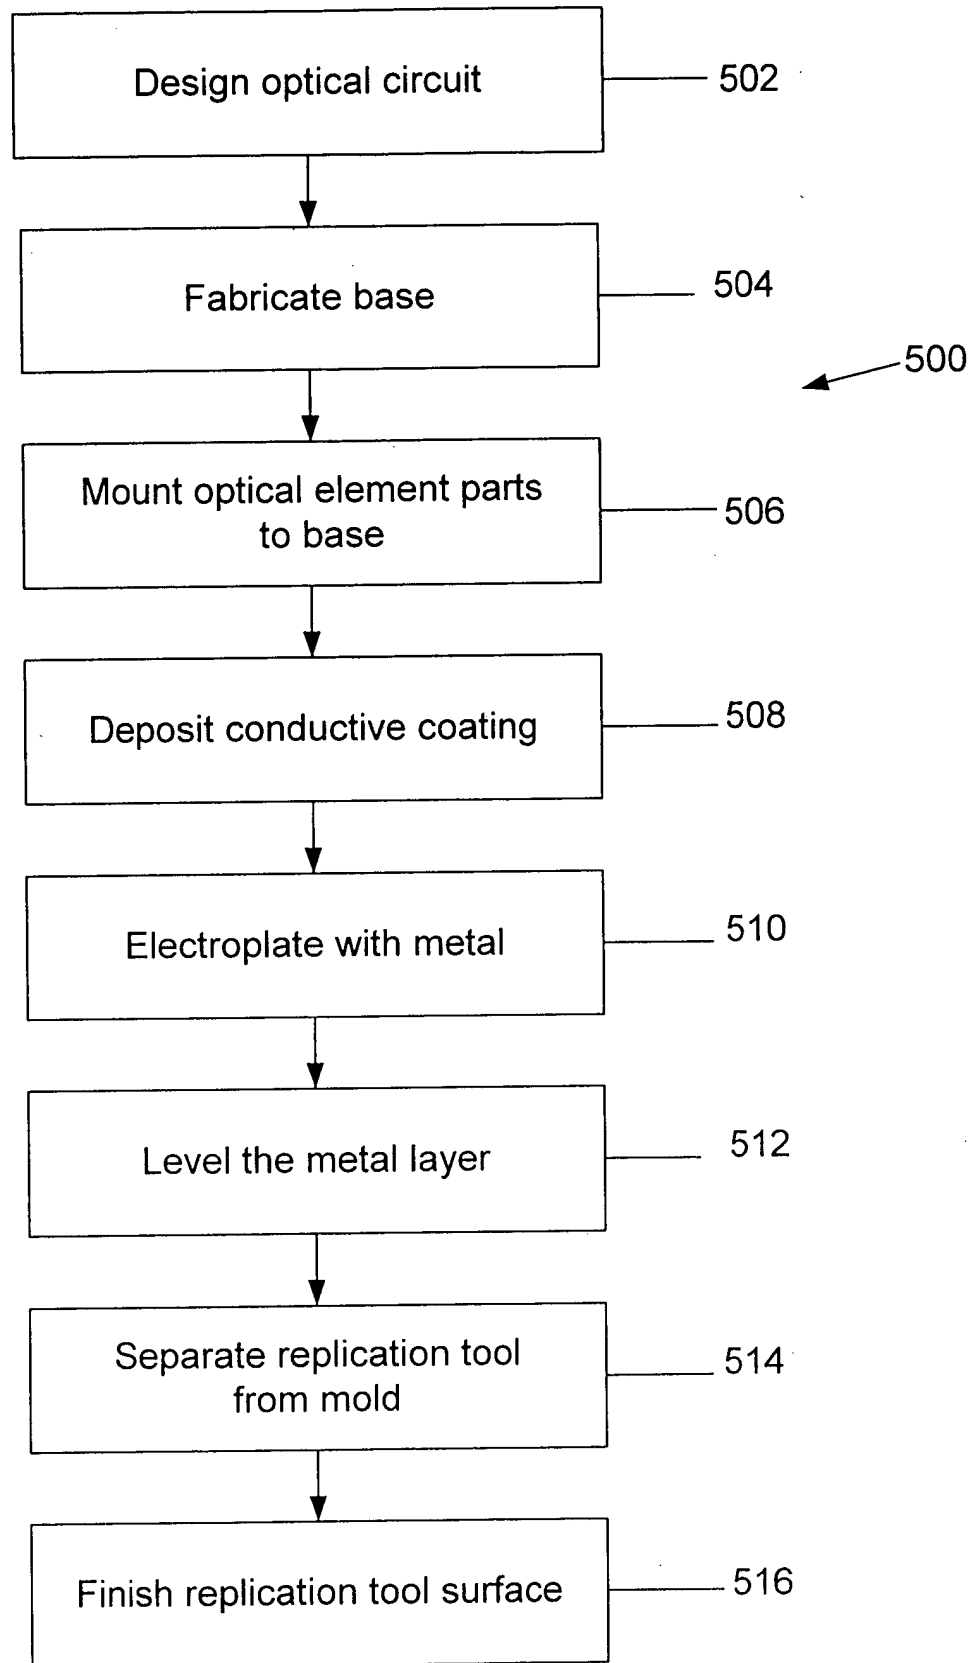 Design optical circuit
502
Fabricate base
504
500
Mount optical element parts
to base
506
Deposit conductive coating
508
Electroplate with metal
510
Level the metal layer
512
Separate replication tool
from mold
514
Finish replication tool surface
516